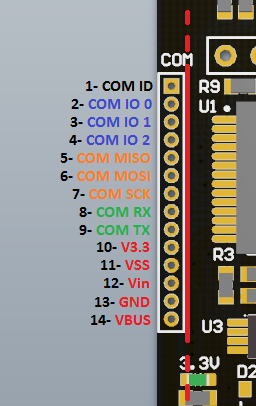 COM
1- COM ID
2- COM IO 0
3- COM IO 1
4- COM IO 2
5- COM MISO
6- COM MOSI
7- COM SCK
8- COM RX
9- COM TX
10- V3.3
11- VSS
12- Vin
13- GND
14- VBUS
R9
U1
R3
U3
3.3V
D2